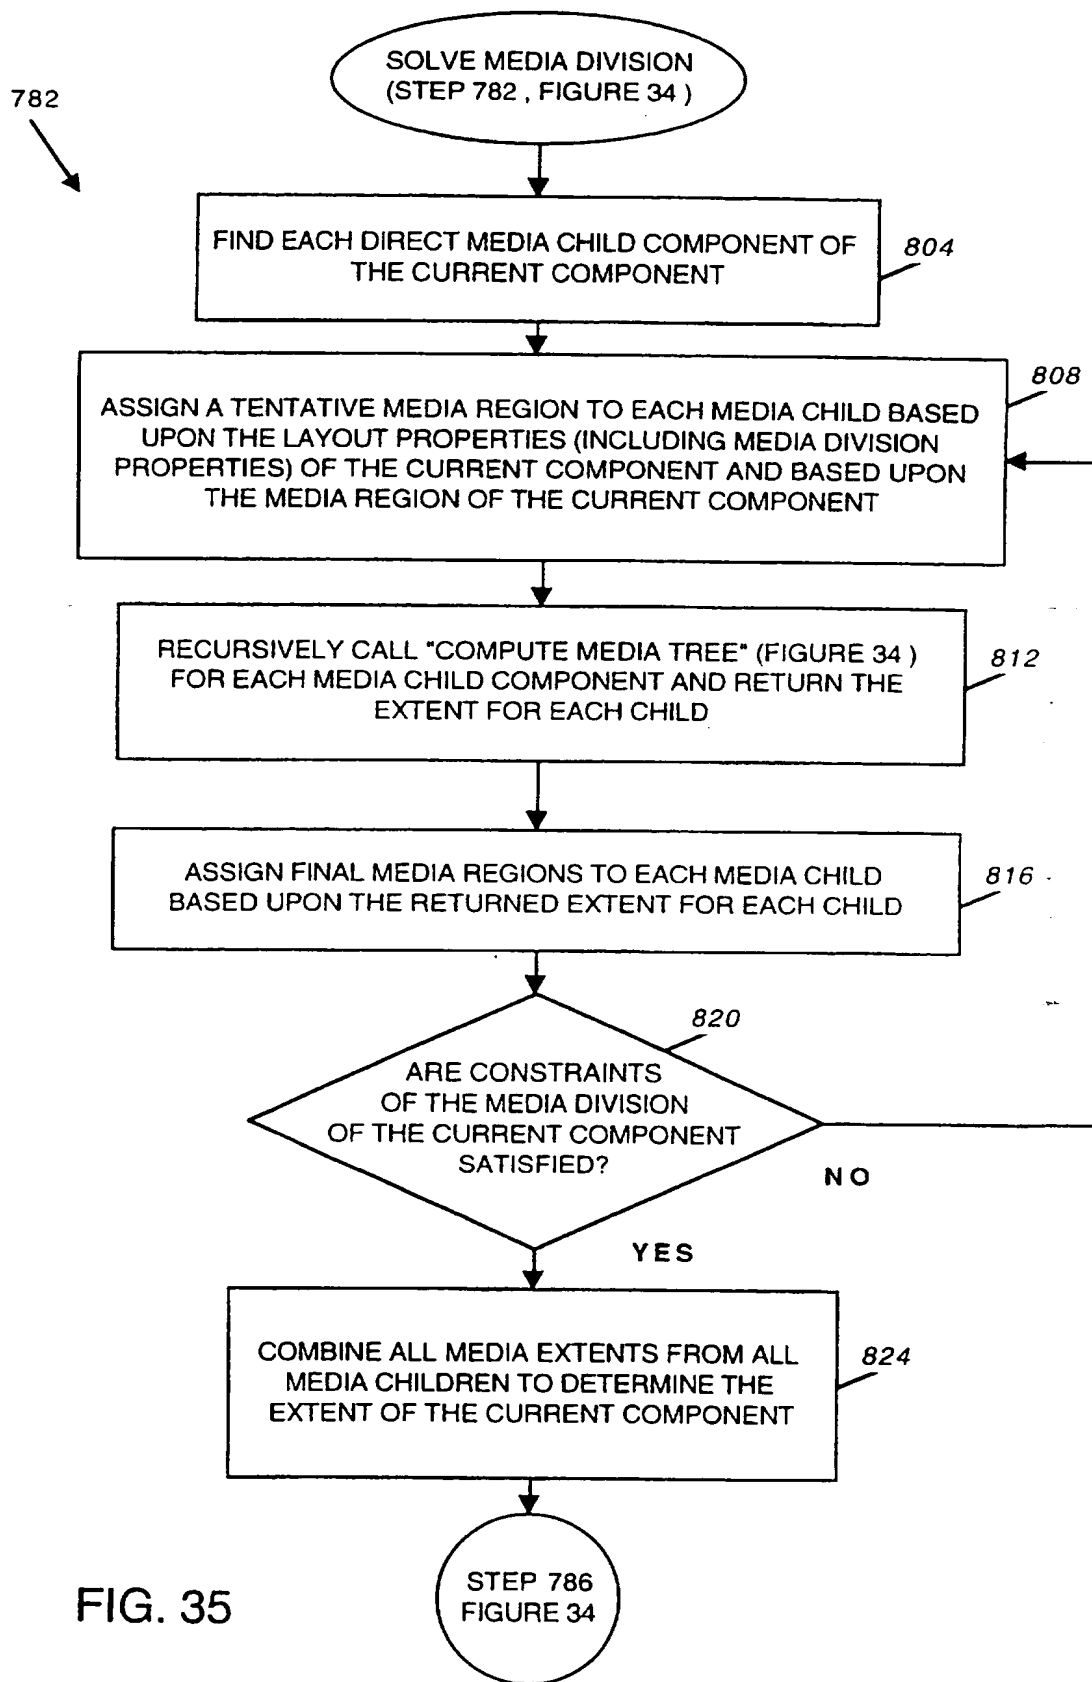 SOLVE MEDIA DIVISION
(STEP 782 , FIGURE 34 )
782
FIND EACH DIRECT MEDIA CHILD COMPONENT OF
THE CURRENT COMPONENT
804
808
ASSIGN A TENTATIVE MEDIA REGION TO EACH MEDIA CHILD BASED
UPON THE LAYOUT PROPERTIES (INCLUDING MEDIA DIVISION
PROPERTIES) OF THE CURRENT COMPONENT AND BASED UPON
THE MEDIA REGION OF THE CURRENT COMPONENT
RECURSIVELY CALL "COMPUTE MEDIA TREE" (FIGURE 34 )
FOR EACH MEDIA CHILD COMPONENT AND RETURN THE
EXTENT FOR EACH CHILD
812
ASSIGN FINAL MEDIA REGIONS TO EACH MEDIA CHILD
BASED UPON THE RETURNED EXTENT FOR EACH CHILD
816
820
ARE CONSTRAINTS
OF THE MEDIA DIVISION
OF THE CURRENT COMPONENT
SATISFIED?
NO
YES
COMBINE ALL MEDIA EXTENTS FROM ALL
MEDIA CHILDREN TO DETERMINE THE
EXTENT OF THE CURRENT COMPONENT
824
STEP 786
FIGURE 34
FIG. 35